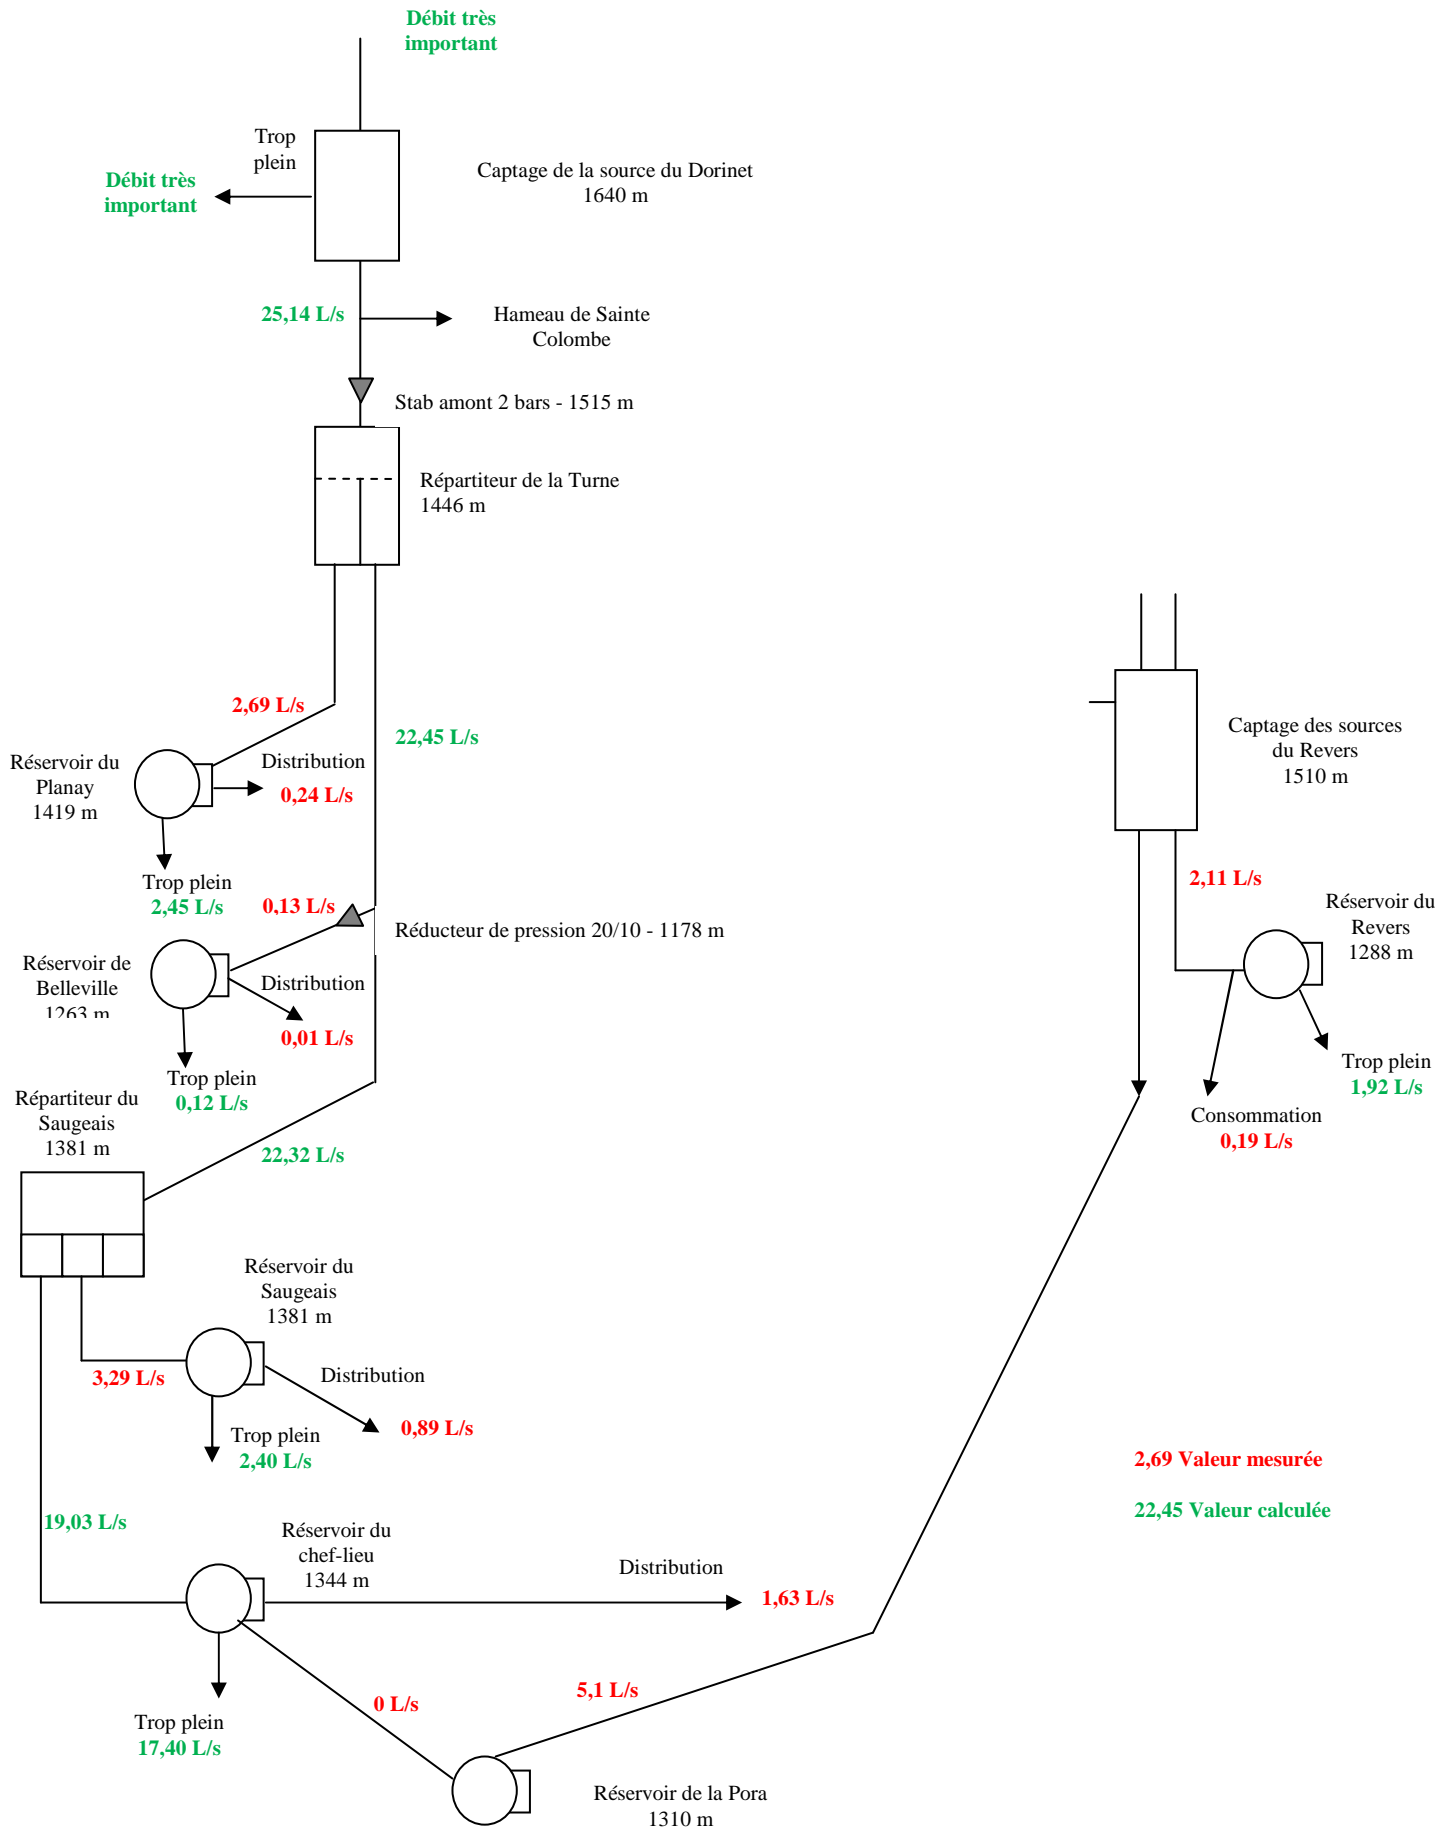 Débit très
important
Trop
plein
Débit très
important
Captage de la source du Dorinet
1640 m
25,14 L/s
Hameau de Sainte
Colombe
Stab amont 2 bars - 1515 m
Répartiteur de la Turne
1446 m
2,69 L/s
22,45 L/s
Réservoir du
Planay
1419 m
Distribution
0,24 L/s
Trop plein
2,45 L/s
0,13 L/s
Réducteur de pression 20/10 - 1178 m
Réservoir de
Belleville
1263 m
Distribution
0,01 L/s
Trop plein
0,12 L/s
Répartiteur du
Saugeais
1381 m
22,32 L/s
Captage des sources
du Revers
1510 m
2,11 L/s
Réservoir du
Revers
1288 m
Trop plein
1,92 L/s
Consommation
0,19 L/s
Réservoir du
Saugeais
1381 m
3,29 L/s
Distribution
0,89 L/s
Trop plein
2,40 L/s
2,69 Valeur mesurée
22,45 Valeur calculée
19,03 L/s
Réservoir du
chef-lieu
1344 m
Distribution
1,63 L/s
0 L/s
5,1 L/s
Trop plein
17,40 L/s
Réservoir de la Pora
1310 m